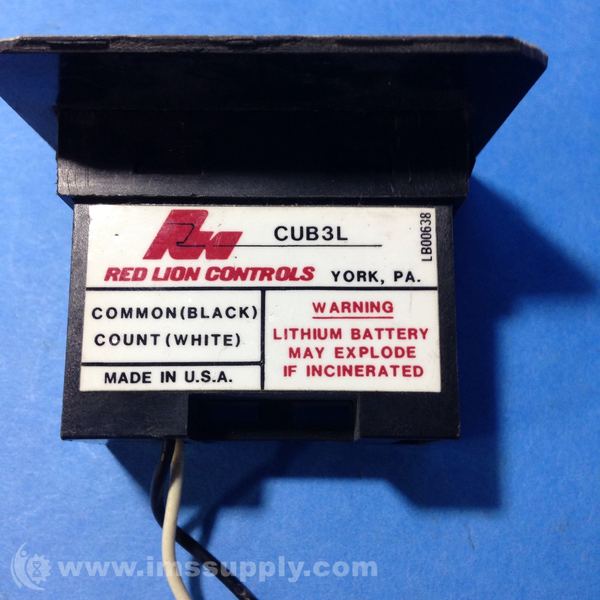 CUB3L
RED LION CONTROLS YORK, PA.
LB00638
COMMON(BLACK)
COUNT(WHITE)
MADE IN U.S.A.
WARNING
LITHIUM BATTERY
MAY EXPLODE
IF INCINERATED
www.imssupply.com